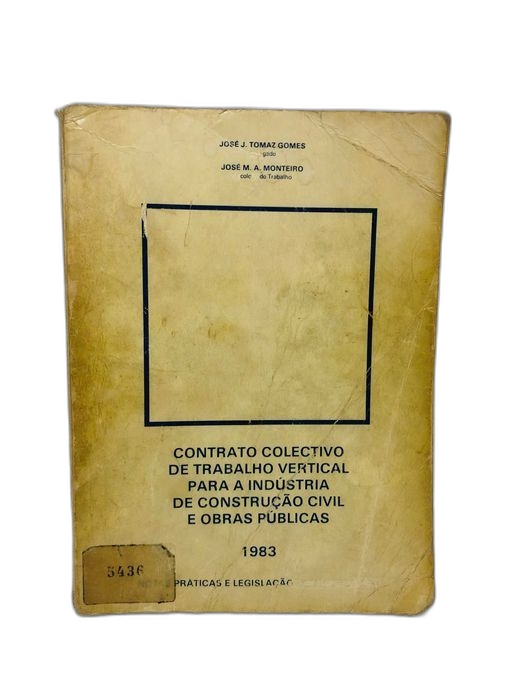 JOSÉ J. TOMAZ GOMES
gado
JOSÉ M. A. MONTEIRO
do Trabalho
CONTRATO COLECTIVO
DE TRABALHO VERTICAL
PARA A INDÚSTRIA
DE CONSTRUÇÃO CIVIL
E OBRAS PÚBLICAS
1983
5436
PRÁTICAS E LEGISLAÇÃO